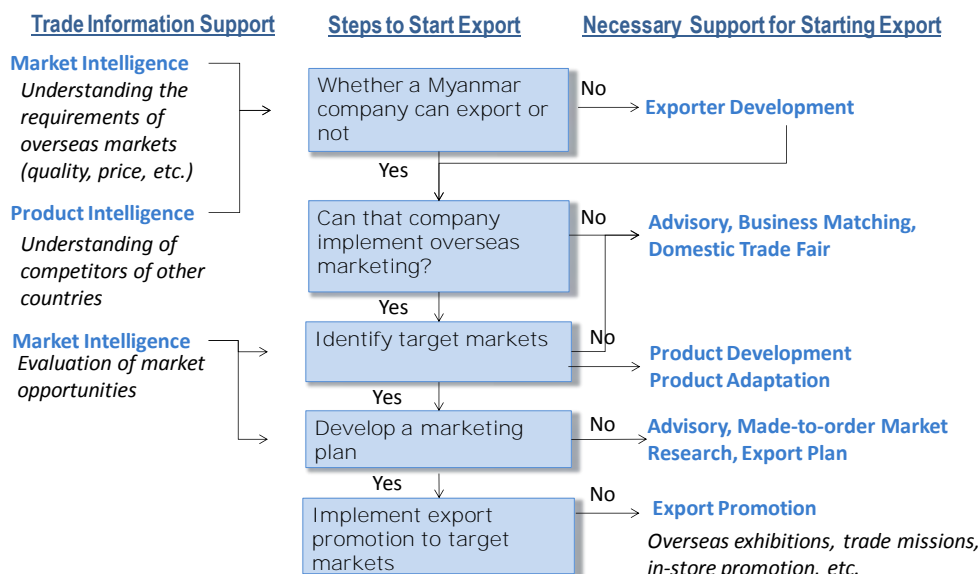 Trade Information Support
Steps to Start Export
Necessary Support for Starting Export
Market Intelligence
Understanding the
requirements of
overseas markets
(quality, price, etc.)
Product Intelligence
Understanding of
competitors of other
countries
Market Intelligence
Evaluation of market
opportunities
Whether a Myanmar
company can export or
not
No
Exporter Development
Yes
Can that company
implement overseas
marketing?
No
Advisory, Business Matching,
Domestic Trade Fair
Yes
Identify target markets
No
Product Development
Product Adaptation
Yes
Develop a marketing
plan
No
Advisory, Made-to-order Market
Research, Export Plan
Yes
Implement export
promotion to target
markets
No
Export Promotion
Overseas exhibitions, trade missions,
in-store promotion, etc.